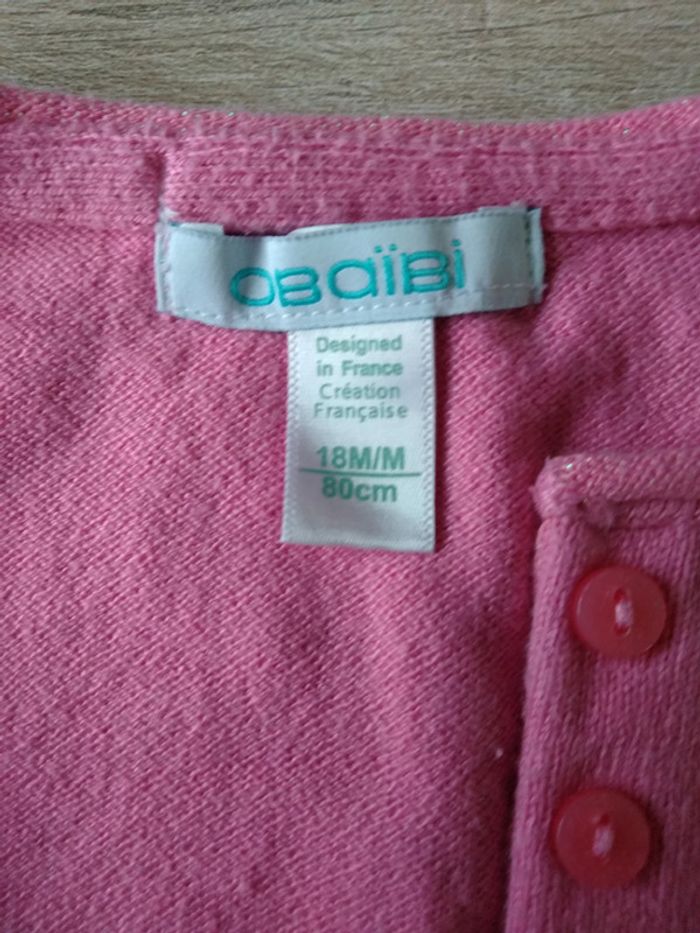 OBaïBi
Designed
in France
Création
Française
18M/M
80cm